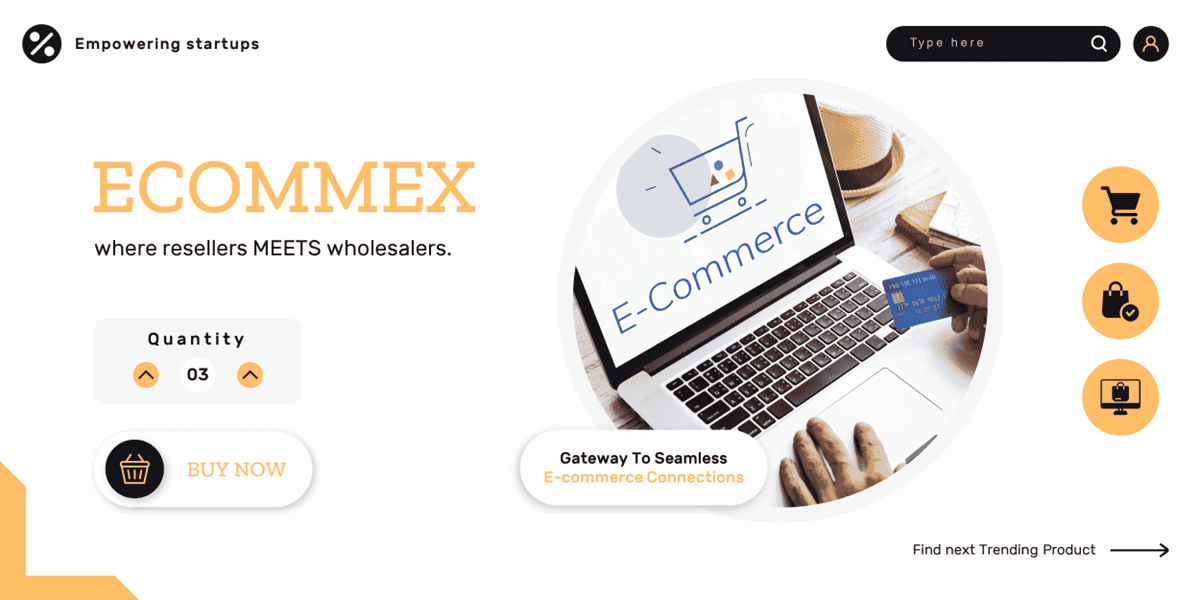 Empowering startups
Type here
ECOMMEX
where resellers MEETS wholesalers.
E-Commerce
Quantity
03
BUY NOW
Gateway To Seamless
E-commerce Connections
Find next Trending Product